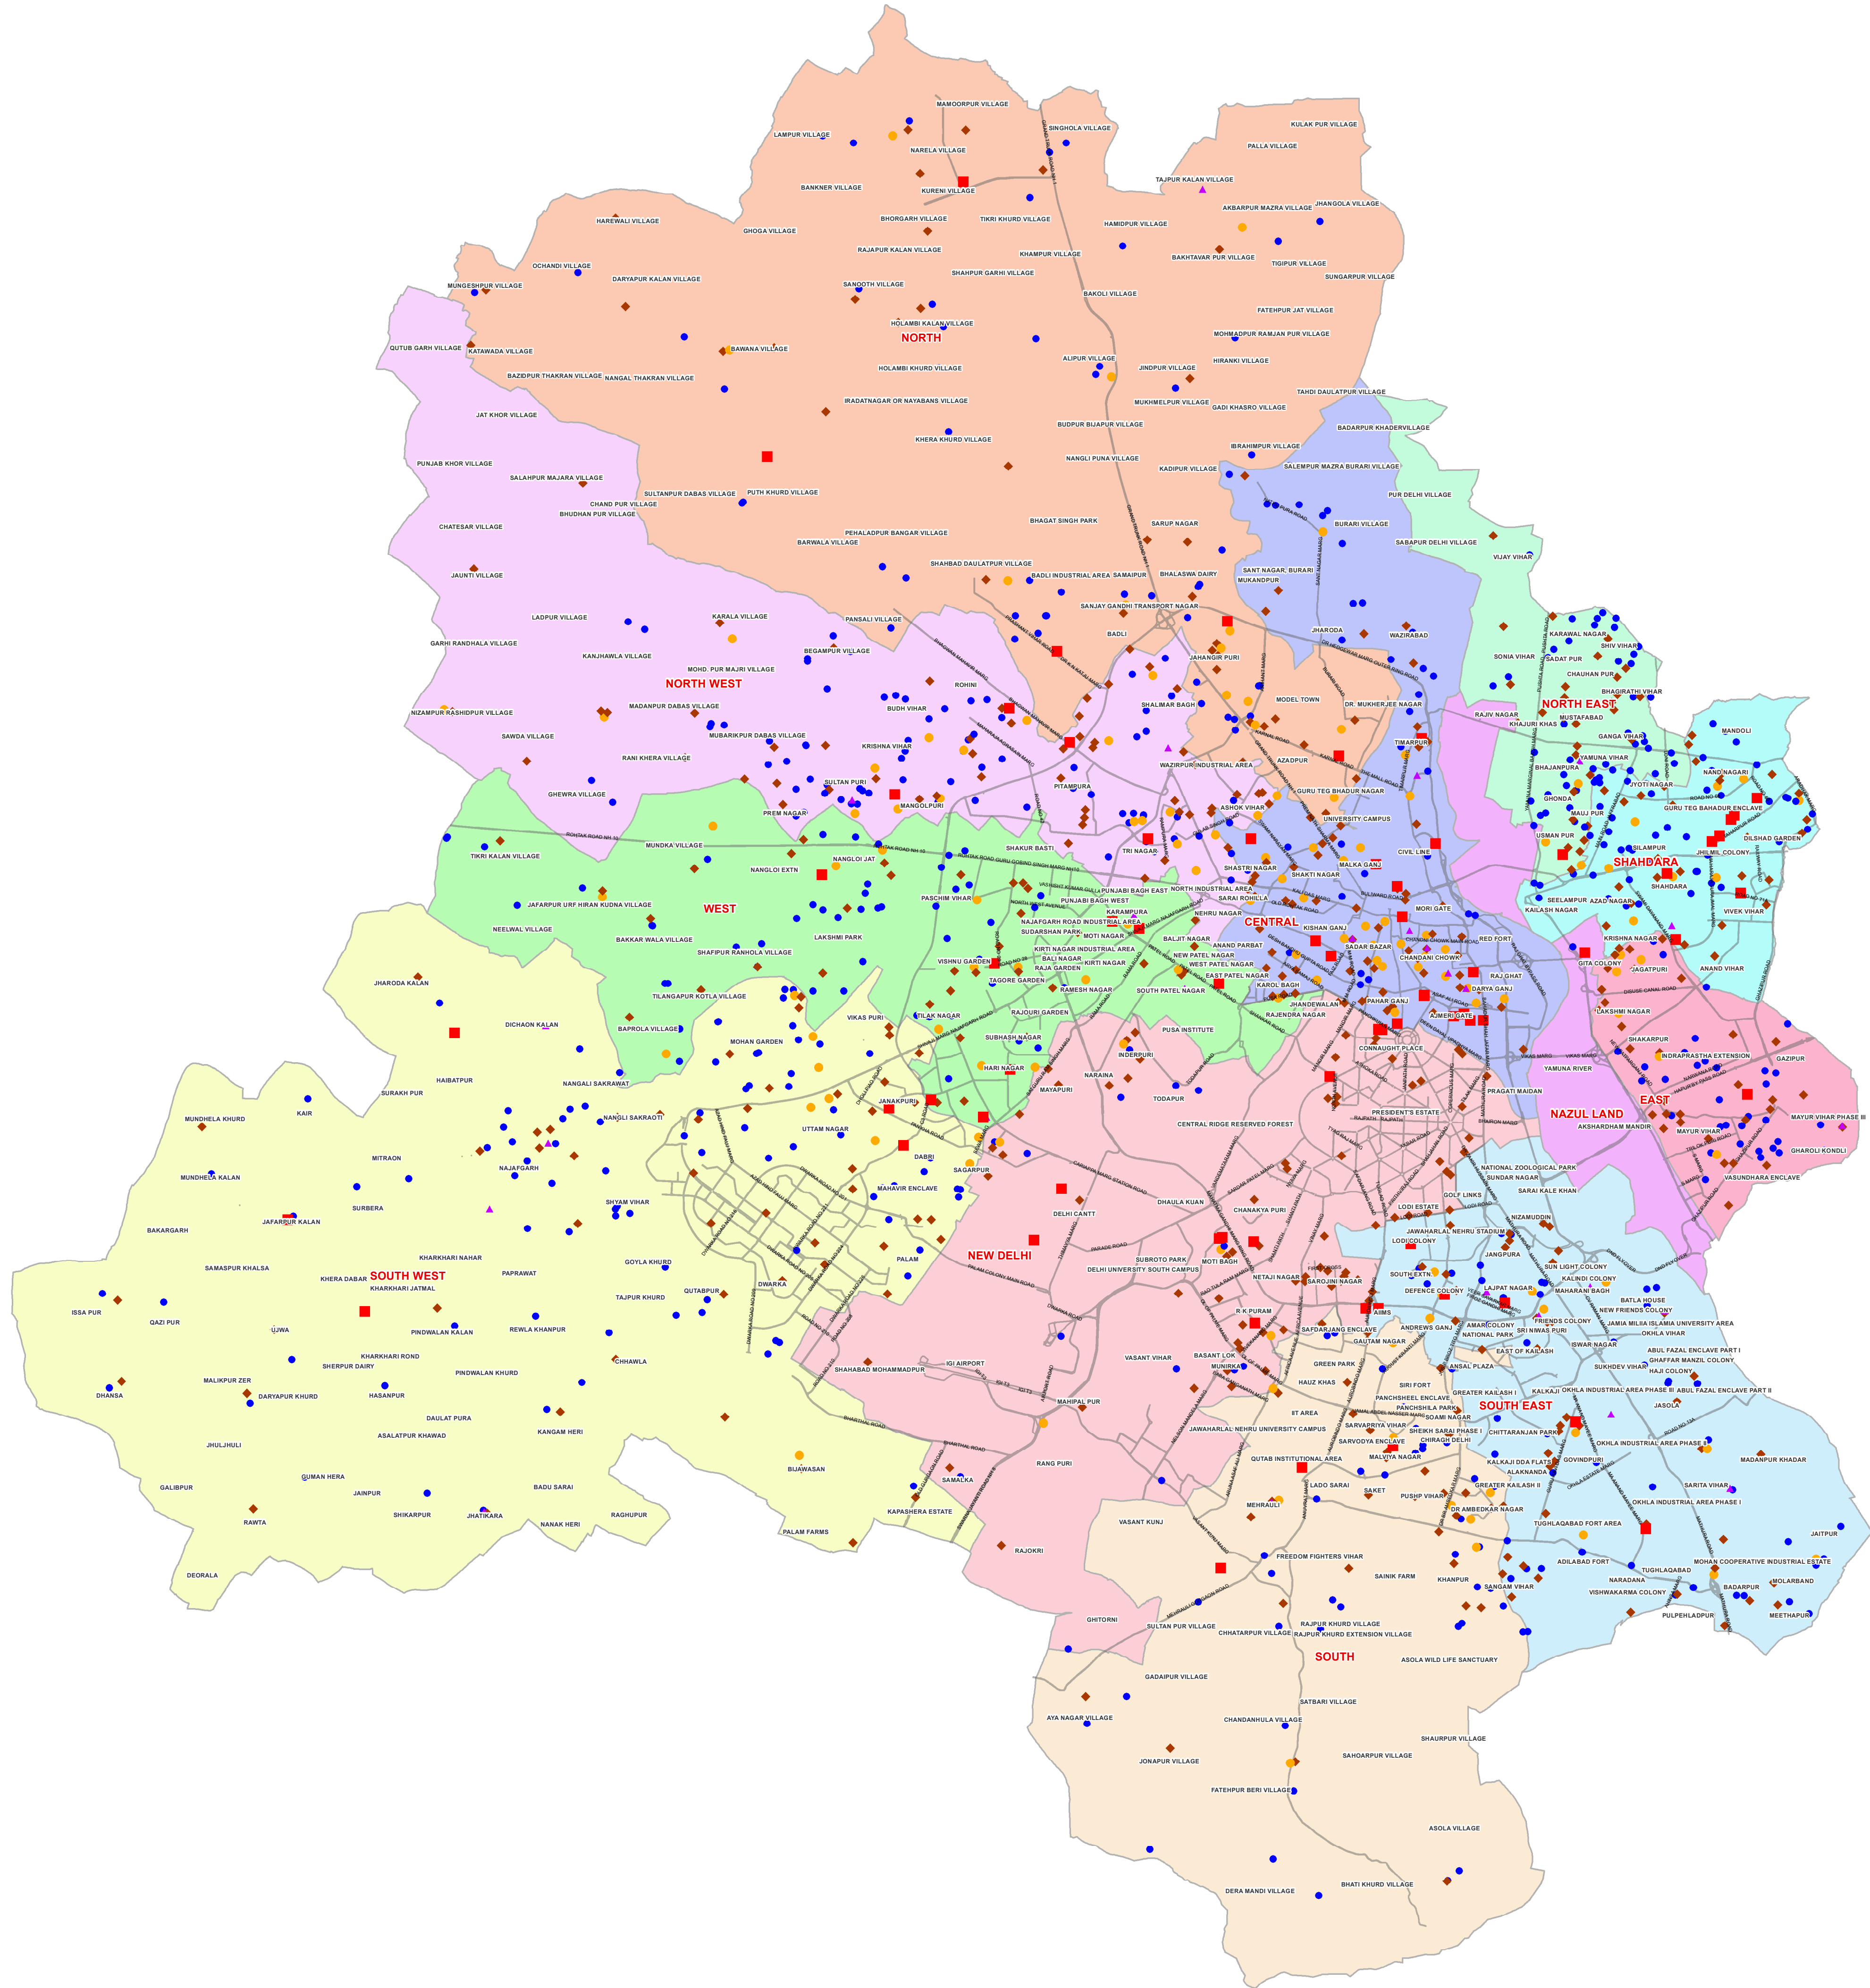 MAMOORPUR VILLAGE
KULAK PUR VILLAGE
SINGHOLA VILLAGE
LAMPUR VILLAGE
PALLA VILLAGE
NARELA VILLAGE
TAJPUR KALAN VILLAGE
BANKNER VILLAGE
KURENI VILLAGE
JHANGOLA VILLAGE
AKBARPUR MAZRA VILLAGE
HAREWALI VILLAGE
BHORGARH VILLAGE
TIKRI KHURD VILLAGE
HAMIDPUR VILLAGE
GHOGA VILLAGE
RAJAPUR KALAN VILLAGE
KHAMPUR VILLAGE
BAKHTAVAR PUR VILLAGE
TIGIPUR VILLAGE
OCHANDI VILLAGE
SHAHPUR GARHI VILLAGE
SUNGARPUR VILLAGE
DARYAPUR KALAN VILLAGE
MUNGESHPUR VILLAGE
SANOOTH VILLAGE
BAKOLI VILLAGE
FATEHPUR JAT VILLAGE
HOLAMBI KALAN VILLAGE
NORTH
MOHMADPUR RAMJAN PUR VILLAGE
QUTUB GARH VILLAGE
KATAWADA VILLAGE
BAWANA VILLAGE
ALIPUR VILLAGE
HIRANKI VILLAGE
HOLAMBI KHURD VILLAGE
JINDPUR VILLAGE
BAZIDPUR THAKRAN VILLAGE
NANGAL THAKRAN VILLAGE
TAHDI DAULATPUR VILLAGE
IRADATNAGAR OR NAYABANS VILLAGE
MUKHMELPUR VILLAGE
GADI KHASRO VILLAGE
JAT KHOR VILLAGE
BUDPUR BIJAPUR VILLAGE
BADARPUR KHADERVILLAGE
KHERA KHURD VILLAGE
IBRAHIMPUR VILLAGE
NANGLI PUNA VILLAGE
PUNJAB KHOR VILLAGE
KADIPUR VILLAGE
SALEMPUR MAZRA BURARI VILLAGE
SALAHPUR MAJARA VILLAGE
SULTANPUR DABAS VILLAGE
PUTH KHURD VILLAGE
PUR DELHI VILLAGE
CHAND PUR VILLAGE
BHUDHAN PUR VILLAGE
BHAGAT SINGH PARK
SARUP NAGAR
BURARI VILLAGE
CHATESAR VILLAGE
PEHALADPUR BANGAR VILLAGE
BARWALA VILLAGE
SABAPUR DELHI VILLAGE
VIJAY VIHAR
SHAHBAD DAULATPUR VILLAGE
JAUNTI VILLAGE
BADLI INDUSTRIAL AREA
SAMAIPUR
BHALASWA DAIRY
SANT NAGAR, BURARI
MUKANDPUR
SANJAY GANDHI TRANSPORT NAGAR
LADPUR VILLAGE
KARALA VILLAGE
PANSALI VILLAGE
BADLI
JHARODA
WAZIRABAD
KARAWAL NAGAR
GARHI RANDHALA VILLAGE
SHIV VIHAR
KANJHAWLA VILLAGE
BEGAMPUR VILLAGE
JAHANGIR PURI
SONIA VIHAR
SADAT PUR
MOHD. PUR MAJRI VILLAGE
CHAUHAN PUR
NORTH WEST
ROHINI
BHAGIRATHI VIHAR
MODEL TOWN
DR. MUKHERJEE NAGAR
NORTH EAST
MADANPUR DABAS VILLAGE
BUDH VIHAR
SHALIMAR BAGH
NIZAMPUR RASHIDPUR VILLAGE
RAJIV NAGAR
MUSTAFABAD
KHAJURI KHAS
MANDOLI
SAWDA VILLAGE
MUBARIKPUR DABAS VILLAGE
GANGA VIHAR
KRISHNA VIHAR
TIMARPUR
RANI KHERA VILLAGE
YAMUNA VIHAR
AZADPUR
WAZIRPUR INDUSTRIAL AREA
BHAJANPURA
NAND NAGARI
GHEWRA VILLAGE
SULTAN PURI
PITAMPURA
JYOTI NAGAR
GURU TEG BHADUR NAGAR
MANGOLPURI
ASHOK VIHAR
GHONDA
GURU TEG BAHADUR ENCLAVE
PREM NAGAR
MAUJ PUR
UNIVERSITY CAMPUS
USMAN PUR
DILSHAD GARDEN
ROHTAK ROAD NH 10
MUNDKA VILLAGE
SHAKUR BASTI
TRI NAGAR
CIVIL LINE
SILAMPUR
JHILMIL COLONY
TIKRI KALAN VILLAGE
NANGLOI JAT
SHASTRI NAGAR
MALKA GANJ
SHAHDARA
NANGLOI EXTN
SHAKTI NAGAR
SHAHDARA
PUNJABI BAGH EAST
NORTH INDUSTRIAL AREA
PASCHIM VIHAR
PUNJABI BAGH WEST
SARAI ROHILLA
SEELAMPUR
AZAD NAGAR
JAFARPUR URF HIRAN KUDNA VILLAGE
WEST
KARAMPURA
MORI GATE
KAILASH NAGAR
VIVEK VIHAR
NAJAFGARH ROAD INDUSTRIAL AREA
NEHRU NAGAR
CENTRAL
NEELWAL VILLAGE
SUDARSHAN PARK
KISHAN GANJ
MOTI NAGAR
BAKKAR WALA VILLAGE
LAKSHMI PARK
BALJIT NAGAR
RED FORT
KRISHNA NAGAR
SHAFIPUR RANHOLA VILLAGE
KIRTI NAGAR INDUSTRIAL AREA
ANAND PARBAT
SADAR BAZAR
CHANDANI CHOWK
VISHNU GARDEN
BALI NAGAR
KIRTI NAGAR
NEW PATEL NAGAR
GITA COLONY
RAJA GARDEN
WEST PATEL NAGAR
JAGATPURI
ANAND VIHAR
JHARODA KALAN
TAGORE GARDEN
EAST PATEL NAGAR
RAJ GHAT
RAMESH NAGAR
SOUTH PATEL NAGAR
KAROL BAGH
DARYA GANJ
TILANGAPUR KOTLA VILLAGE
JHANDEWALAN
PAHAR GANJ
DISUSE CANAL ROAD
VIKAS PURI
TILAK NAGAR
RAJOURI GARDEN
RAJENDRA NAGAR
AJMERI GATE
LAKSHMI NAGAR
DICHAON KALAN
BAPROLA VILLAGE
PUSA INSTITUTE
MOHAN GARDEN
SUBHASH NAGAR
SHAKARPUR
CONNAUGHT PLACE
INDERPURI
INDRAPRASTHA EXTENSION
GAZIPUR
HARI NAGAR
YAMUNA RIVER
HAIBATPUR
NANGALI SAKRAWAT
NARAINA
SURAKH PUR
MAYAPURI
TODAPUR
PRAGATI MAIDAN
JANAKPURI
EAST
KAIR
PRESIDENT'S ESTATE
NAZUL LAND
MUNDHELA KHURD
NANGLI SAKRAOTI
CENTRAL RIDGE RESERVED FOREST
AKSHARDHAM MANDIR
MAYUR VIHAR PHASE III
UTTAM NAGAR
MAYUR VIHAR
MITRAON
DABRI
GHAROLI KONDLI
NAJAFGARH
SAGARPUR
NATIONAL ZOOLOGICAL PARK
MUNDHELA KALAN
SUNDAR NAGAR
VASUNDHARA ENCLAVE
MAHAVIR ENCLAVE
SARAI KALE KHAN
SHYAM VIHAR
DHAULA KUAN
GOLF LINKS
SURBERA
CHANAKYA PURI
LODI ESTATE
JAFARPUR KALAN
DELHI CANTT
NIZAMUDDIN
BAKARGARH
JAWAHARLAL NEHRU STADIUM
LODI COLONY
PARADE ROAD
NEW DELHI
JANGPURA
KHARKHARI NAHAR
PALAM
SUBROTO PARK
MOTI BAGH
GOYLA KHURD
DELHI UNIVERSITY SOUTH CAMPUS
SUN LIGHT COLONY
SAMASPUR KHALSA
SOUTH WEST
PAPRAWAT
NETAJI NAGAR
SOUTH EXTN
KALINDI COLONY
KHERA DABAR
DWARKA
SAROJINI NAGAR
LAJPAT NAGAR
MAHARANI BAGH
KHARKHARI JATMAL
QUTABPUR
DEFENCE COLONY
TAJPUR KHURD
BATLA HOUSE
ISSA PUR
R K PURAM
AIIMS
NEW FRIENDS COLONY
QAZI PUR
FRIENDS COLONY
JAMIA MILIIA ISLAMIA UNIVERSITY AREA
UJWA
PINDWALAN KALAN
REWLA KHANPUR
SAFDARJANG ENCLAVE
ANDREWS GANJ
AMAR COLONY
SRI NIWAS PURI
OKHLA VIHAR
NATIONAL PARK
GAUTAM NAGAR
ISWAR NAGAR
EAST OF KAILASH
ABUL FAZAL ENCLAVE PART I
KHARKHARI ROND
CHHAWLA
SHAHABAD MOHAMMADPUR
IGI AIRPORT
VASANT VIHAR
BASANT LOK
GREEN PARK
GHAFFAR MANZIL COLONY
SHERPUR DAIRY
MUNIRKA
ANSAL PLAZA
SUKHDEV VIHAR
HAJI COLONY
PINDWALAN KHURD
MALIKPUR ZER
HAUZ KHAS
SIRI FORT
OKHLA INDUSTRIAL AREA PHASE III
ABUL FAZAL ENCLAVE PART II
DHANSA
DARYAPUR KHURD
HASANPUR
GREATER KAILASH I
KALKAJI
PANCHSHEEL ENCLAVE
MAHIPAL PUR
SOUTH EAST
JASOLA
PANCHSHILA PARK
DAULAT PURA
IIT AREA
SOAMI NAGAR
BHARTHAL ROAD
JAWAHARLAL NEHRU UNIVERSITY CAMPUS
SARVAPRIYA VIHAR
ASALATPUR KHAWAD
KANGAM HERI
SHEIKH SARAI PHASE I
CHITTARANJAN PARK
JHULJHULI
SARVODYA ENCLAVE
CHIRAGH DELHI
OKHLA INDUSTRIAL AREA PHASE II
BHARTHAL ROAD
RANG PURI
QUTAB INSTITUTIONAL AREA
MALVIYA NAGAR
KALKAJI DDA FLATS
GOVINDPURI
MADANPUR KHADAR
BIJAWASAN
ALAKNANDA
GUMAN HERA
SAMALKA
LADO SARAI
GREATER KAILASH II
SARITA VIHAR
GALIBPUR
BADU SARAI
JAINPUR
SAKET
PUSHP VIHAR
OKHLA INDUSTRIAL AREA PHASE I
RAWTA
SHIKARPUR
JHATIKARA
RAGHUPUR
KAPASHERA ESTATE
MEHRAULI
DR AMBEDKAR NAGAR
NANAK HERI
VASANT KUNJ
TUGHLAQABAD FORT AREA
PALAM FARMS
JAITPUR
RAJOKRI
FREEDOM FIGHTERS VIHAR
ADILABAD FORT
MOHAN COOPERATIVE INDUSTRIAL ESTATE
DEORALA
SAINIK FARM
KHANPUR
TUGHLAQABAD
NARADANA
SANGAM VIHAR
MOLARBAND
VISHWAKARMA COLONY
BADARPUR
GHITORNI
PULPEHLADPUR
MEETHAPUR
SULTAN PUR VILLAGE
RAJPUR KHURD VILLAGE
CHHATARPUR VILLAGE
RAJPUR KHURD EXTENSION VILLAGE
SOUTH
ASOLA WILD LIFE SANCTUARY
GADAIPUR VILLAGE
SATBARI VILLAGE
AYA NAGAR VILLAGE
CHANDANHULA VILLAGE
SHAURPUR VILLAGE
JONAPUR VILLAGE
SAHOARPUR VILLAGE
FATEHPUR BERI VILLAGE
ASOLA VILLAGE
BHATI KHURD VILLAGE
DERA MANDI VILLAGE